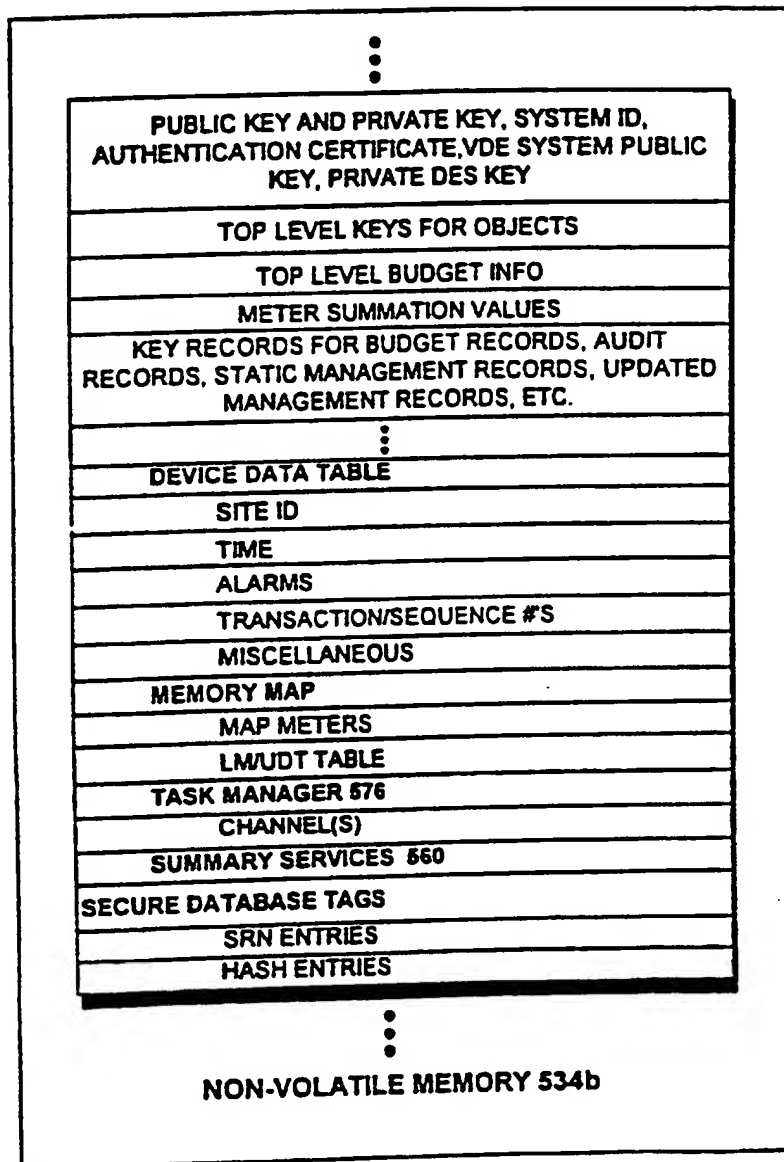 PUBLIC KEY AND PRIVATE KEY, SYSTEM ID,
AUTHENTICATION CERTIFICATE,VDE SYSTEM PUBLIC
KEY, PRIVATE DES KEY
TOP LEVEL KEYS FOR OBJECTS
TOP LEVEL BUDGET INFO
METER SUMMATION VALUES
KEY RECORDS FOR BUDGET RECORDS, AUDIT
RECORDS, STATIC MANAGEMENT RECORDS, UPDATED
MANAGEMENT RECORDS, ETC.
DEVICE DATA TABLE
SITE ID
TIME
ALARMS
TRANSACTION/SEQUENCE #'S
MISCELLANEOUS
MEMORY MAP
MAP METERS
LM/UDT TABLE
TASK MANAGER 576
CHANNEL(S)
SUMMARY SERVICES 560
SECURE DATABASE TAGS
SRN ENTRIES
HASH ENTRIES
NON-VOLATILE MEMORY 534b